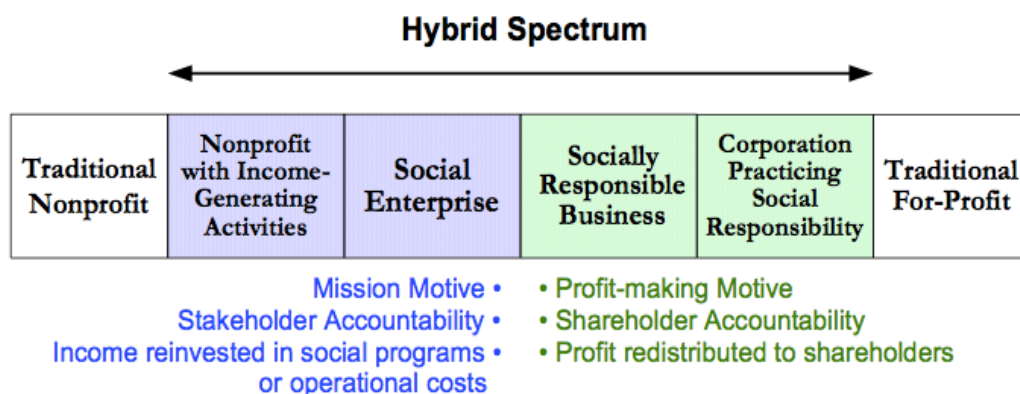 Hybrid Spectrum
Traditional
Nonprofit
Nonprofit
with Income-
Generating
Activities
Social
Enterprise
Socially
Responsible
Business
Corporation
Practicing
Social
Responsibility
Traditional
For-Profit
Mission Motive •
Stakeholder Accountability •
Income reinvested in social programs •
or operational costs
• Profit-making Motive
• Shareholder Accountability
• Profit redistributed to shareholders